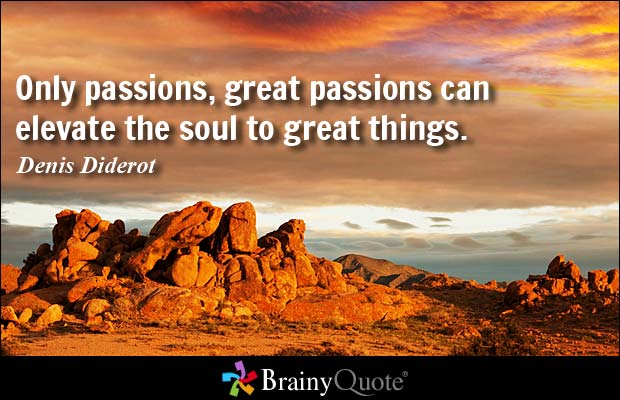 Only passions, great passions can
elevate the soul to great things.
Denis Diderot
BrainyQuote®